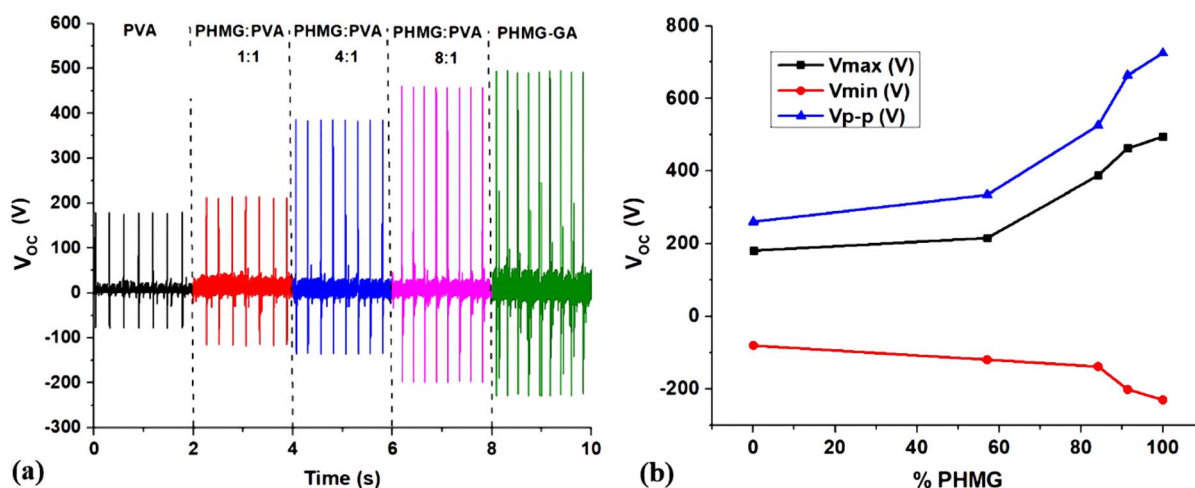 PVA
PHMG:PVA
1:1
PHMG:PVA
4:1
PHMG:PVA
8:1
PHMG-GA
600
500
400
300
200
100
0
-100
-200
-300
VOC (V)
0 2 4 6 8 10
Time (s)
(a)
800
600
400
200
0
-200
VOC (V)
Vmax (V)
Vmin (V)
Vp-p (V)
0 20 40 60 80 100
% PHMG
(b)